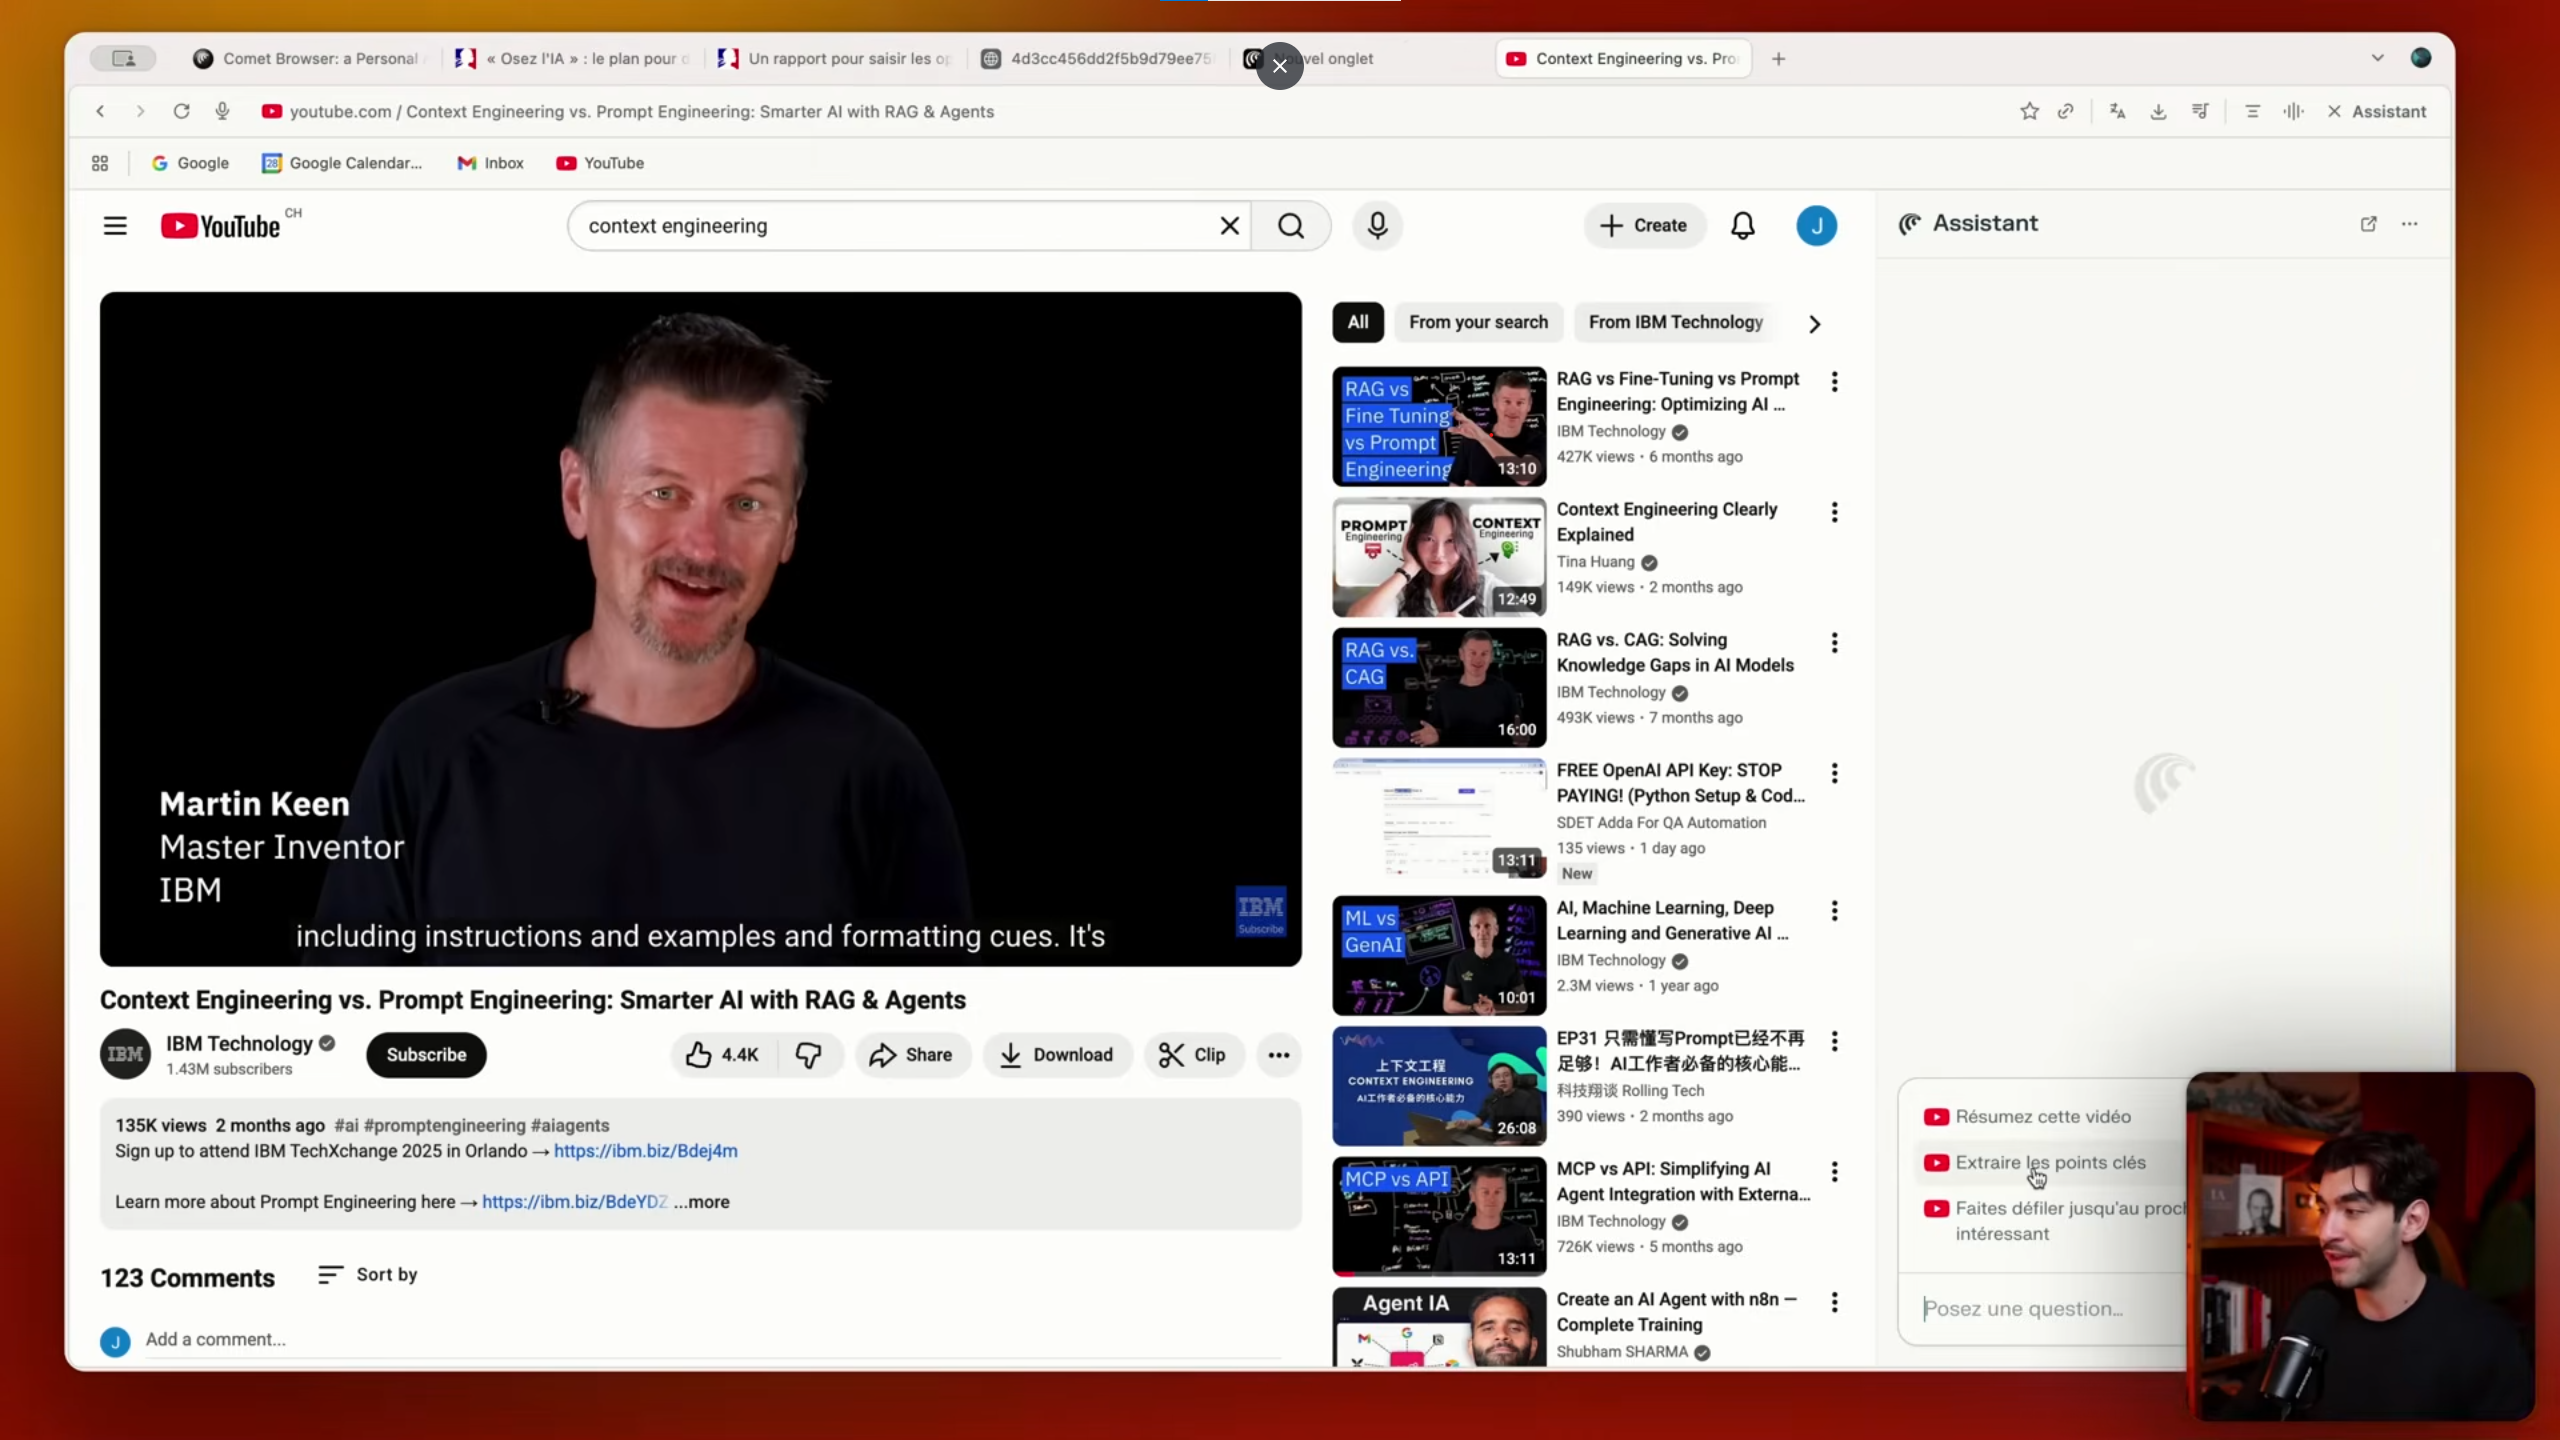 Comet Browser: a Personal
« Osez l'IA » : le plan pour
Un rapport pour saisir les op
4d3cc456dd2f5b9d79ee75
vel onglet
Context Engineering vs. Pro
youtube.com / Context Engineering vs. Prompt Engineering: Smarter AI with RAG & Agents
Assistant
Google
28
Google Calendar...
Inbox
YouTube
YouTube CH
context engineering
Create
J
Assistant
Martin Keen
Master Inventor
IBM
IBM
Subscribe
including instructions and examples and formatting cues. It's
Context Engineering vs. Prompt Engineering: Smarter AI with RAG & Agents
IBM
IBM Technology
1.43M subscribers
Subscribe
4.4K
Share
Download
Clip
135K views 2 months ago #ai #promptengineering #aiagents
Sign up to attend IBM TechXchange 2025 in Orlando → https://ibm.biz/Bdej4m
Learn more about Prompt Engineering here → https://ibm.biz/BdeYDZ ...more
123 Comments
Sort by
J
Add a comment...
All
From your search
From IBM Technology
RAG vs
Fine Tuning
vs Prompt
Engineering
13:10
RAG vs Fine-Tuning vs Prompt
Engineering: Optimizing AI ...
IBM Technology
427K views • 6 months ago
PROMPT
Engineering
CONTEXT
Engineering
12:49
Context Engineering Clearly
Explained
Tina Huang
149K views • 2 months ago
RAG vs.
CAG
16:00
RAG vs. CAG: Solving
Knowledge Gaps in AI Models
IBM Technology
493K views • 7 months ago
13:11
FREE OpenAI API Key: STOP
PAYING! (Python Setup & Cod...
SDET Adda For QA Automation
135 views • 1 day ago
New
ML vs
GenAI
10:01
AI, Machine Learning, Deep
Learning and Generative AI ...
IBM Technology
2.3M views • 1 year ago
上下文工程
CONTEXT ENGINEERING
AI工作者必备的核心能力
26:08
EP31 只需懂写Prompt已经不再
足够！AI工作者必备的核心能...
科技翔谈 Rolling Tech
390 views • 2 months ago
MCP vs API
13:11
MCP vs API: Simplifying AI
Agent Integration with Externa...
IBM Technology
726K views • 5 months ago
Agent IA
Create an AI Agent with n8n —
Complete Training
Shubham SHARMA
Résumez cette vidéo
Extraire les points clés
Faites défiler jusqu'au proch
intéressant
Posez une question...